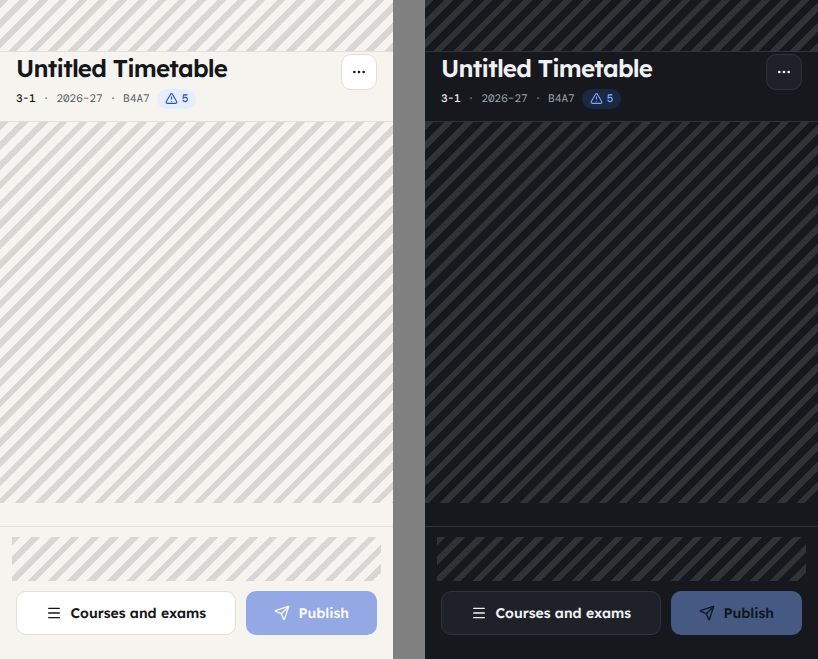 Untitled Timetable
3-1 · 2026-27 · B4A7 5
Courses and exams
Publish
Untitled Timetable
3-1 · 2026-27 · B4A7 5
Courses and exams
Publish